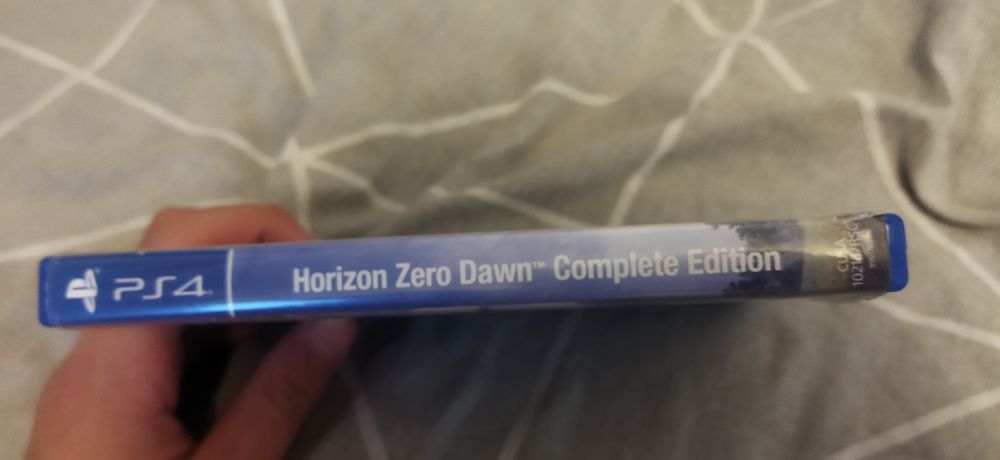 PS4
Horizon Zero Dawn™ Complete Edition